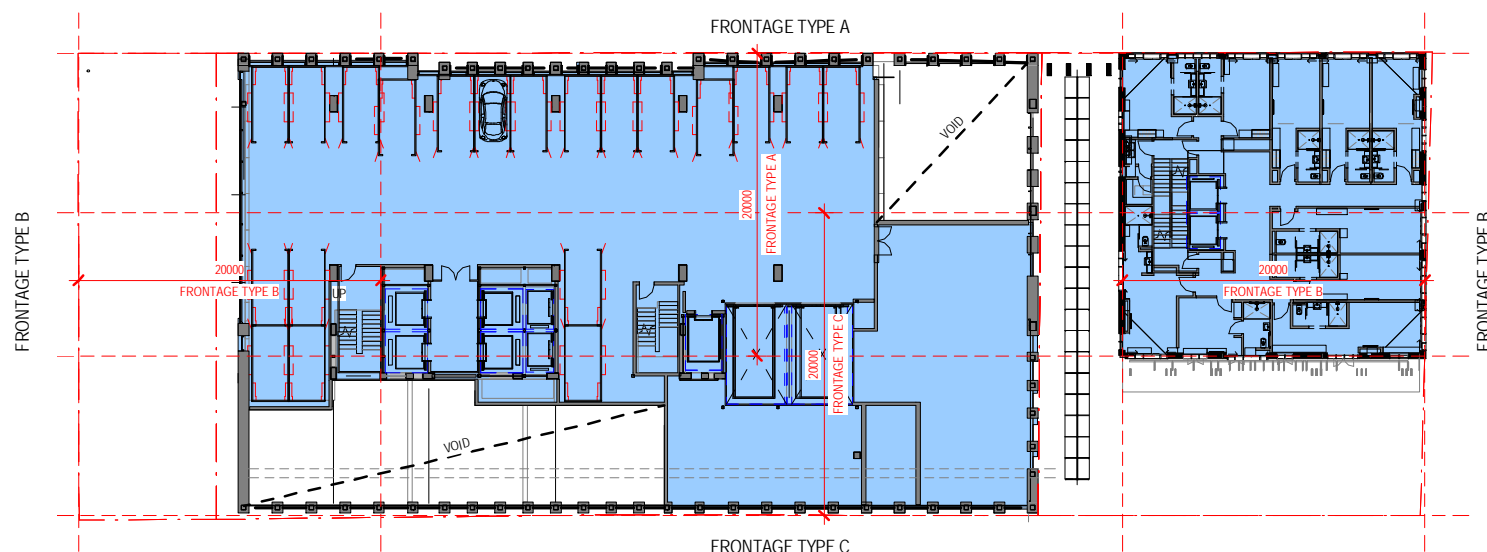 FRONTAGE TYPE A
VOID
20000
FRONTAGE TYPE A
FRONTAGE TYPE B
20000
FRONTAGE TYPE B
UP
20000
FRONTAGE TYPE C
VOID
20000
FRONTAGE TYPE B
FRONTAGE TYPE B
FRONTAGE TYPE C